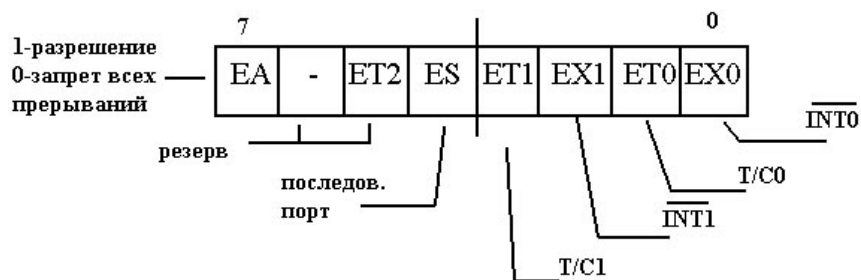 7 0
1-разрешение
0-запрет всех
прерываний
EA - ET2 ES ET1 EX1 ET0 EX0
резерв
последов.
порт
INT0
T/C0
INT1
T/C1